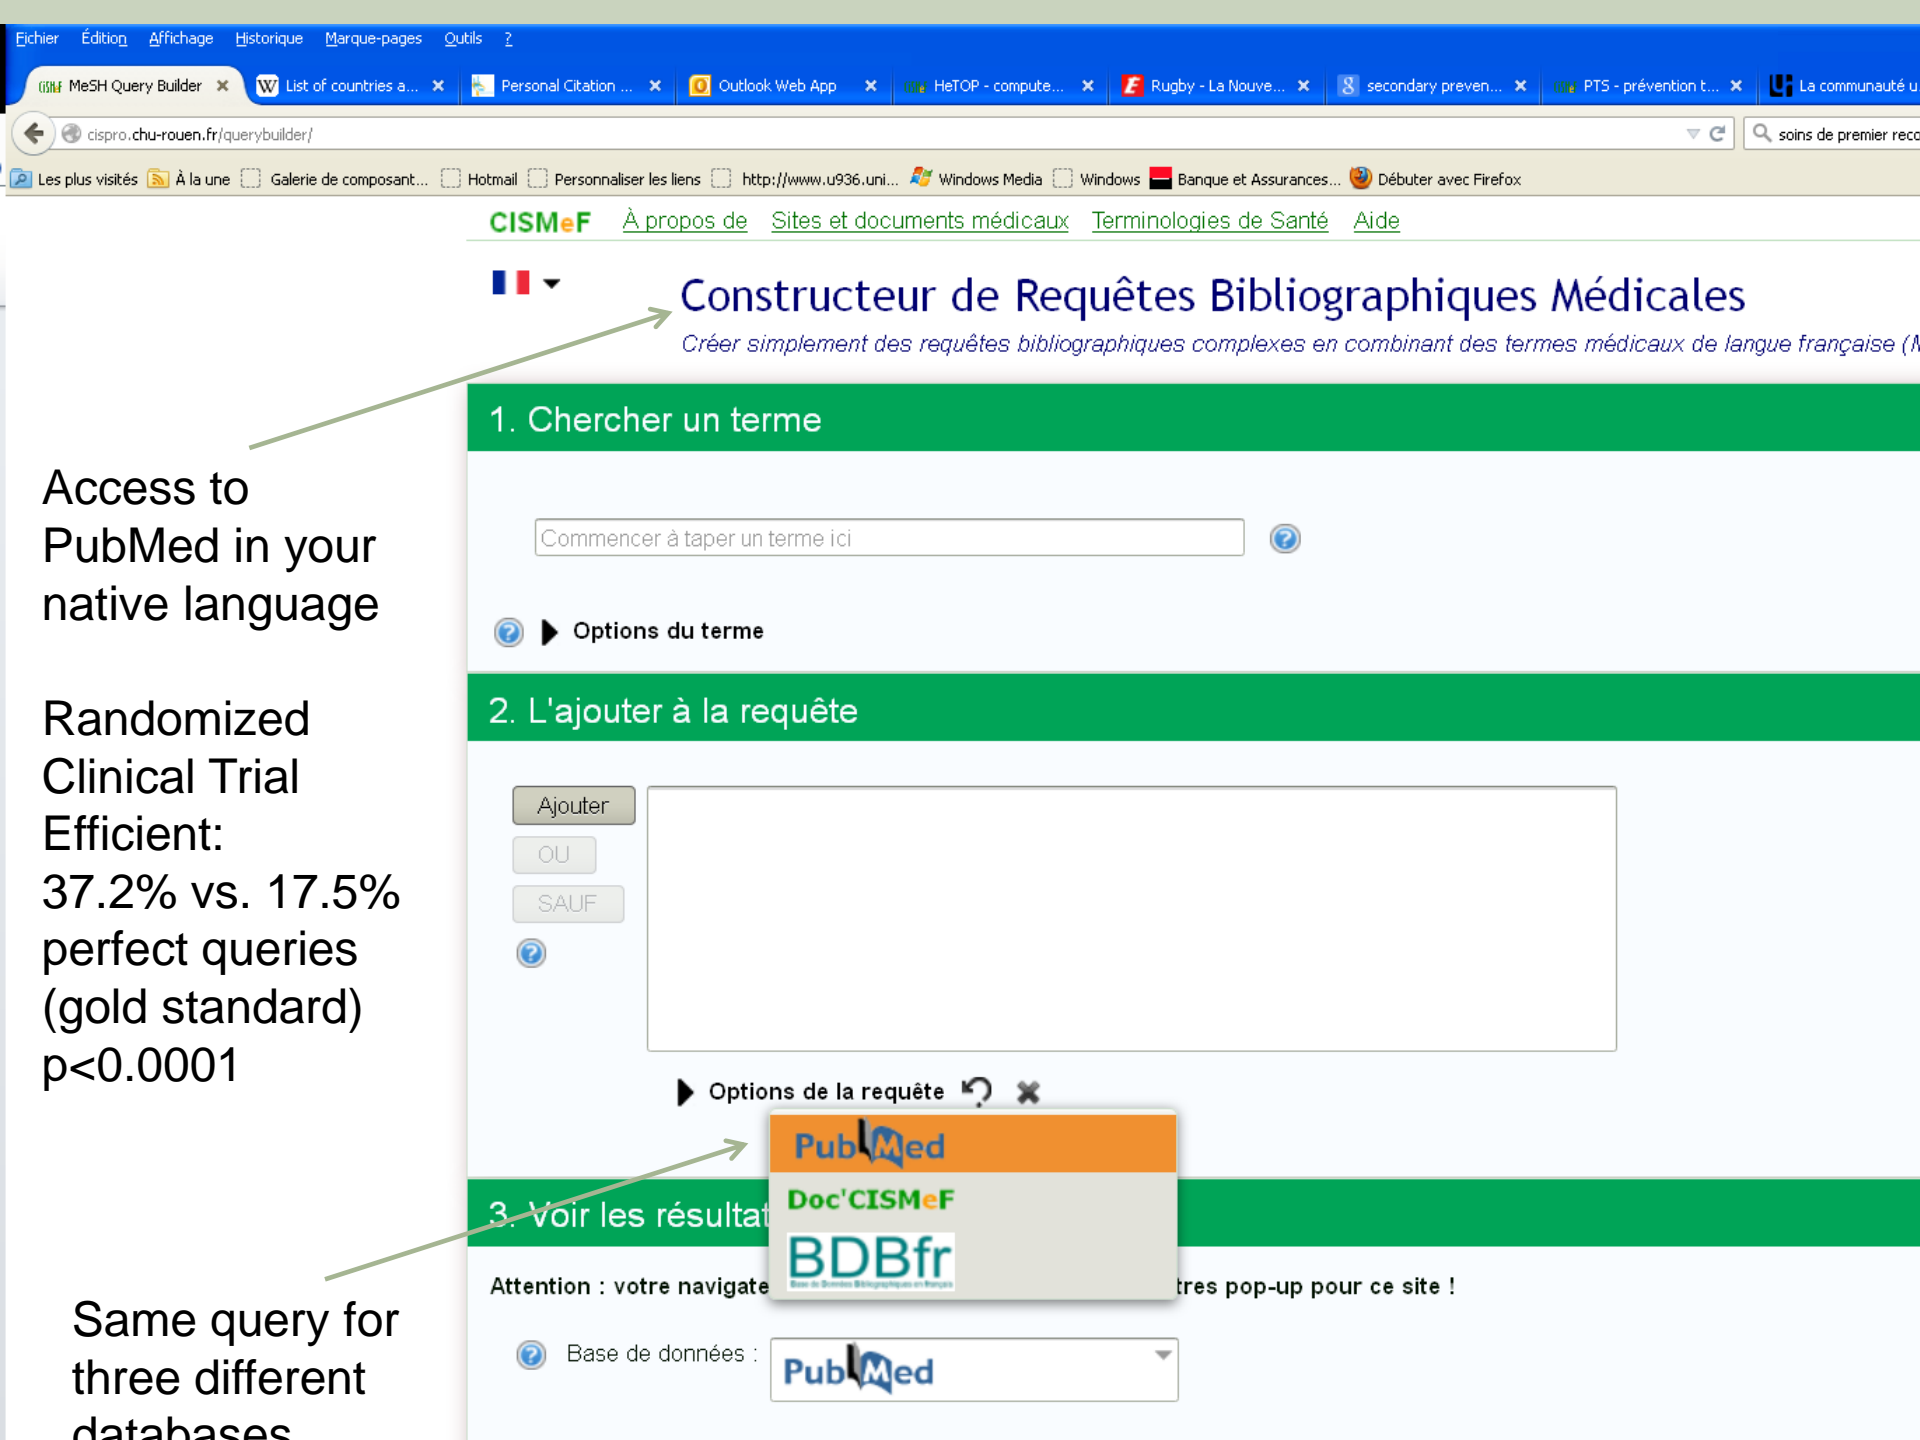 Fichier Édition Affichage Historique Marque-pages Outils ?
MeSH Query Builder
List of countries a...
Personal Citation ...
Outlook Web App
HeTOP - compute...
Rugby - La Nouve...
secondary preven...
PTS - prévention t...
La communauté u
cispro.chu-rouen.fr/querybuilder/
soins de premier reco
Les plus visités À la une Galerie de composant... Hotmail Personnaliser les liens http://www.u936.uni... Windows Media Windows Banque et Assurances... Débuter avec Firefox
CISMeF À propos de Sites et documents médicaux Terminologies de Santé Aide
Constructeur de Requêtes Bibliographiques Médicales
Créer simplement des requêtes bibliographiques complexes en combinant des termes médicaux de langue française (M
1. Chercher un terme
Commencer à taper un terme ici
Options du terme
2. L'ajouter à la requête
Ajouter
OU
SAUF
Options de la requête
PubMed
Doc'CISMeF
BDBfr
Base de Données Bibliographiques en français
3. Voir les résultat
Attention : votre navigate
tres pop-up pour ce site !
Base de données :
PubMed
Access to
PubMed in your
native language
Randomized
Clinical Trial
Efficient:
37.2% vs. 17.5%
perfect queries
(gold standard)
p<0.0001
Same query for
three different
databases